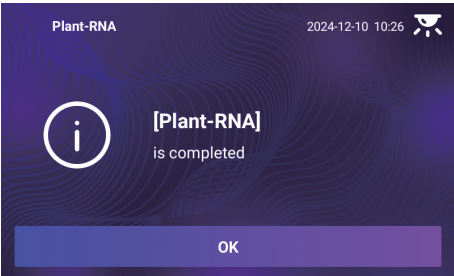 Plant-RNA
2024-12-10 10:26
[Plant-RNA]
is completed
OK